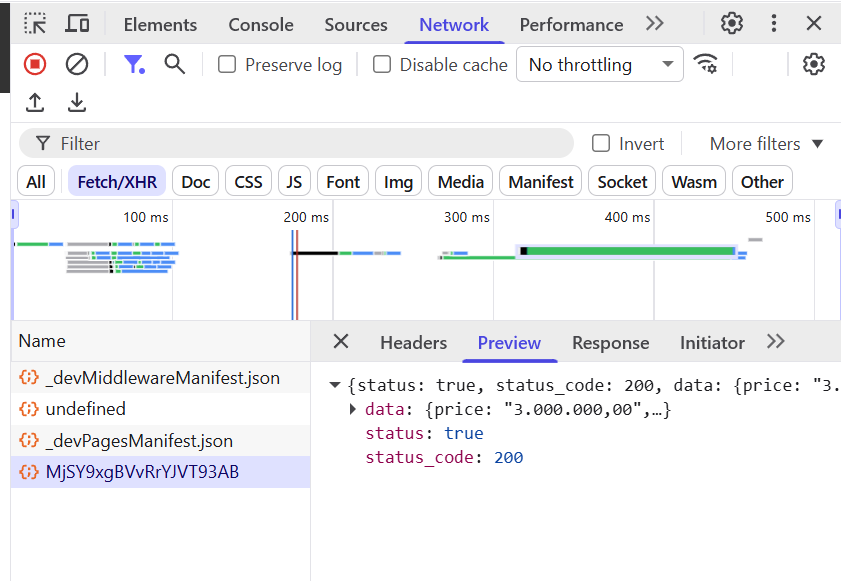 Elements Console Sources Network Performance
Preserve log Disable cache No throttling
Filter Invert More filters
All Fetch/XHR Doc CSS JS Font Img Media Manifest Socket Wasm Other
100 ms 200 ms 300 ms 400 ms 500 ms
Name Headers Preview Response Initiator
_devMiddlewareManifest.json
undefined
_devPagesManifest.json
MjSY9xgBVvRrYJVT93AB
{status: true, status_code: 200, data: {price: "3.
data: {price: "3.000.000,00",…}
status: true
status_code: 200